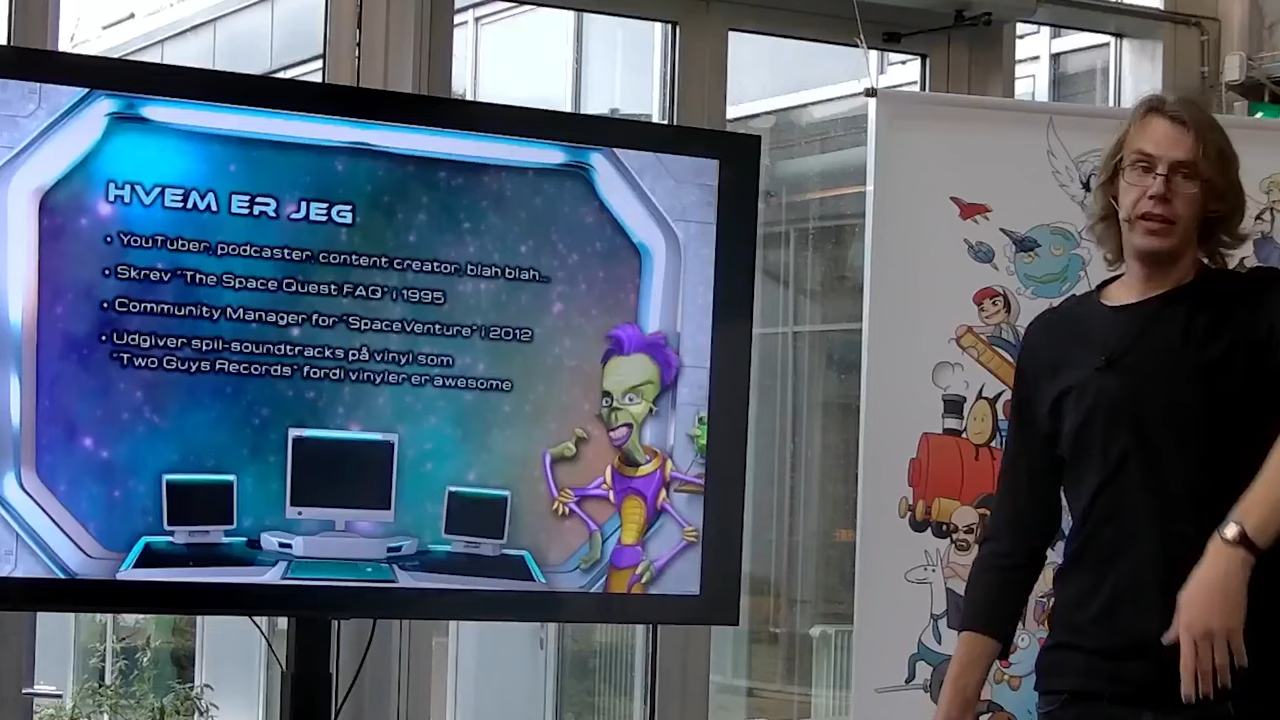 HVEM ER JEG
• YouTuber, podcaster, content creator, blah blah...
• Skrev "The Space Quest FAQ" i 1995
• Community Manager for "SpaceVenture" i 2012
• Udgiver spil-soundtracks på vinyl som
"Two Guys Records" fordi vinyler er awesome